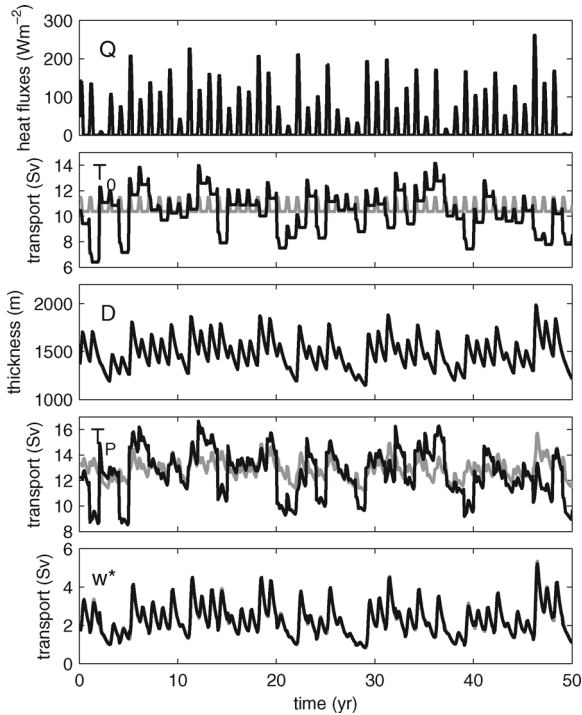 Q
heat fluxes (Wm⁻²)
300
200
100
0
T₀
transport (Sv)
14
12
10
8
6
D
thickness (m)
2000
1500
1000
T_P
transport (Sv)
16
14
12
10
8
w*
transport (Sv)
6
4
2
0
0 10 20 30 40 50
time (yr)